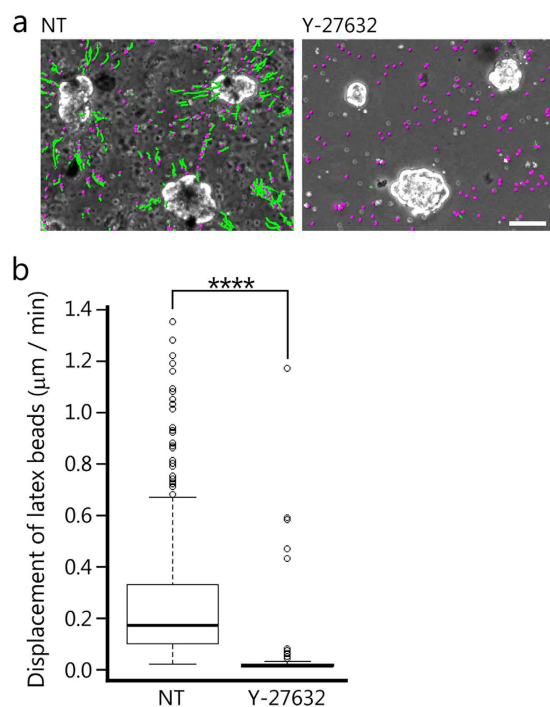 a
NT
Y-27632
b
****
Displacement of latex beads (μm / min)
1.4
1.2
1.0
0.8
0.6
0.4
0.2
0.0
NT
Y-27632